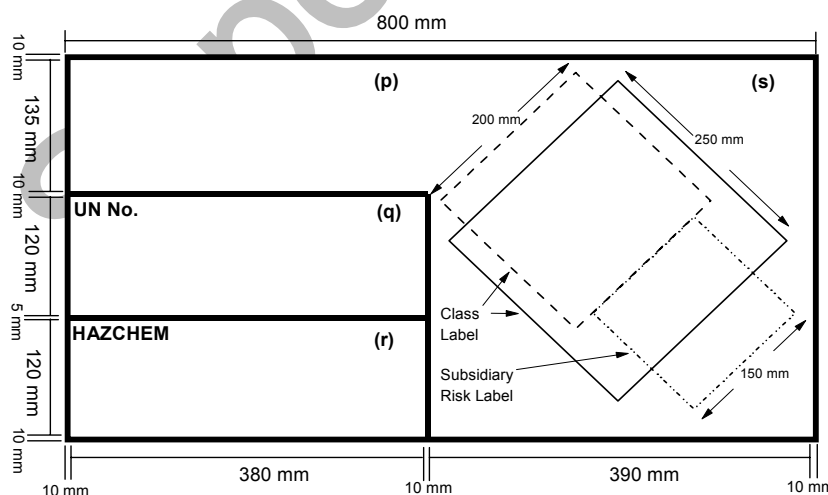 800 mm
10 mm
(p)
(s)
135 mm
200 mm
250 mm
10 mm
UN No.
(q)
120 mm
5 mm
Class
Label
HAZCHEM
(r)
120 mm
Subsidiary
Risk Label
150 mm
10 mm
380 mm
390 mm
10 mm
10 mm
10 mm